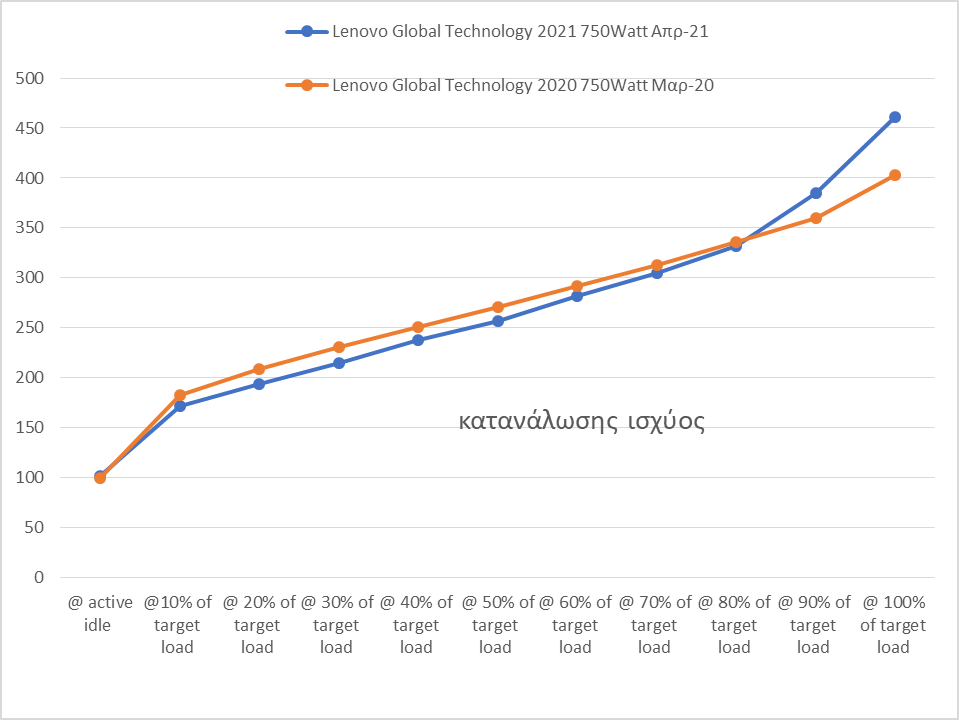 Lenovo Global Technology 2021 750Watt Απρ-21
500
Lenovo Global Technology 2020 750Watt Μαρ-20
450
400
350
300
250
200
150
κατανάλωσης ισχύος
100
50
0
@ active idle
@10% of target load
@ 20% of target load
@ 30% of target load
@ 40% of target load
@ 50% of target load
@ 60% of target load
@ 70% of target load
@ 80% of target load
@ 90% of target load
@ 100% of target load